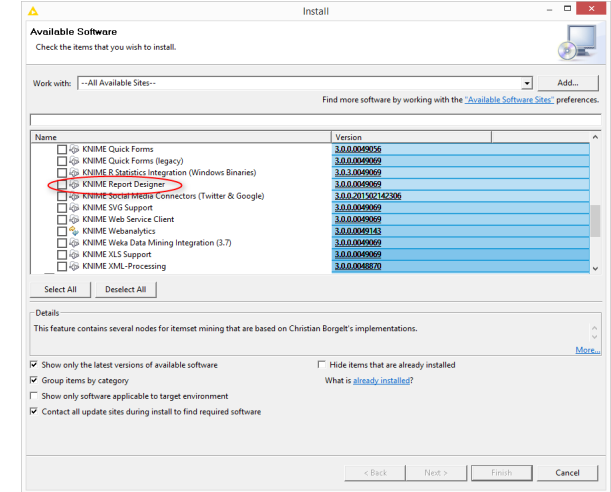 Install
Available Software
Check the items that you wish to install.
Work with: --All Available Sites-- Add...
Find more software by working with the "Available Software Sites" preferences.
Name Version
KNIME Quick Forms 3.0.0.0049056
KNIME Quick Forms (legacy) 3.0.0.0049069
KNIME R Statistics Integration (Windows Binaries) 3.0.3.0049069
KNIME Report Designer 3.0.0.0049069
KNIME Social Media Connectors (Twitter & Google) 3.0.0.201502142306
KNIME SVG Support 3.0.0.0049069
KNIME Web Service Client 3.0.0.0049069
KNIME Webanalytics 3.0.0.0049143
KNIME Weka Data Mining Integration (3.7) 3.0.0.0049069
KNIME XLS Support 3.0.0.0049069
KNIME XML-Processing 3.0.0.0048870
Select All Deselect All
Details
This feature contains several nodes for itemset mining that are based on Christian Borgelt's implementations.
More...
Show only the latest versions of available software Hide items that are already installed
Group items by category What is already installed?
Show only software applicable to target environment
Contact all update sites during install to find required software
< Back Next > Finish Cancel